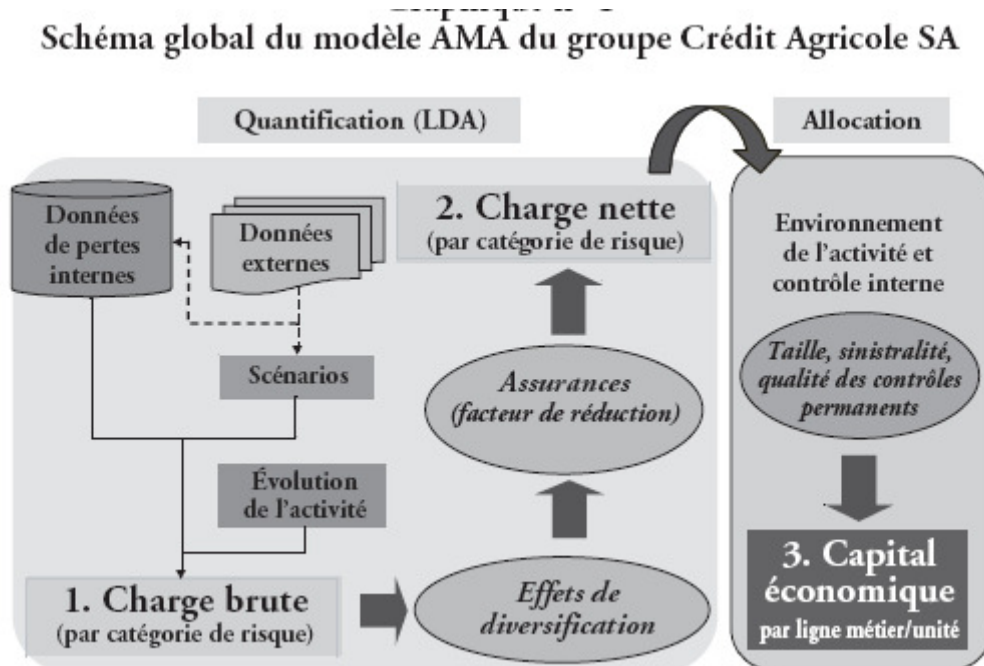 Schéma global du modèle AMA du groupe Crédit Agricole SA
Quantification (LDA)
Allocation
Données
de pertes
internes
Données
externes
2. Charge nette
(par catégorie de risque)
Environnement
de l'activité et
contrôle interne
Scénarios
Assurances
(facteur de réduction)
Taille, sinistralité,
qualité des contrôles
permanents
Évolution
de l'activité
1. Charge brute
(par catégorie de risque)
Effets de
diversification
3. Capital
économique
par ligne métier/unité